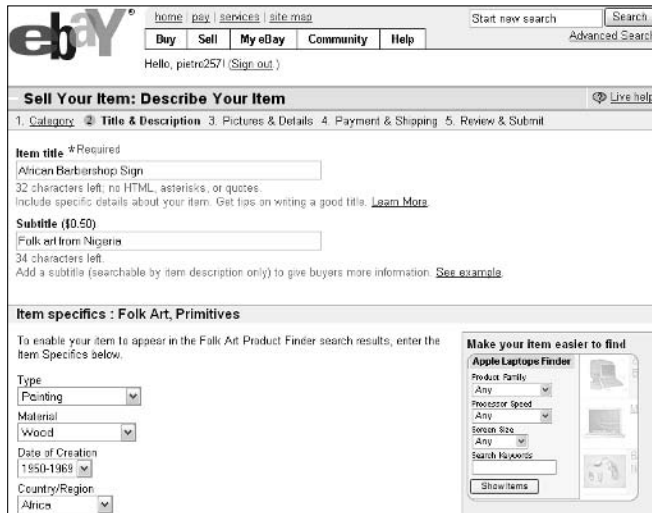 ebaY®
home | pay | services | site map
Start new search Search
Buy Sell My eBay Community Help
Advanced Search
Hello, pietro257! (Sign out.)
Sell Your Item: Describe Your Item
Live help
1. Category 2 Title & Description 3. Pictures & Details 4. Payment & Shipping 5. Review & Submit
Item title *Required
African Barbershop Sign
32 characters left; no HTML, asterisks, or quotes.
Include specific details about your item. Get tips on writing a good title. Learn More.
Subtitle ($0.50)
Folk art from Nigeria
34 characters left.
Add a subtitle (searchable by item description only) to give buyers more information. See example.
Item specifics : Folk Art, Primitives
To enable your item to appear in the Folk Art Product Finder search results, enter the
Item Specifics below.
Type
Painting
Material
Wood
Date of Creation
1950-1969
Country/Region
Africa
Make your item easier to find
Apple Laptops Finder
Product Family
Any
Processor Speed
Any
Screen Size
Any
Search Keywords
Show items